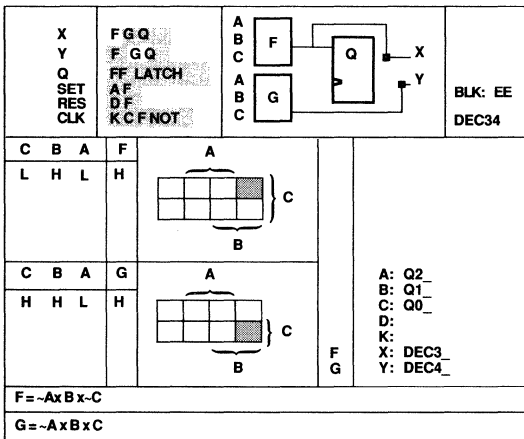 X F G Q
Y F G Q
Q FF LATCH
SET A F
RES D F
CLK K C F NOT
A
B
C
F
A
B
C
G
Q
X
Y
BLK: EE
DEC34
C B A F
L H L H
A
C
B
C B A G
H H L H
A
C
B
F
G
A: Q2_
B: Q1_
C: Q0_
D:
K:
X: DEC3_
Y: DEC4_
F=~AxBx~C
G=~AxBxC